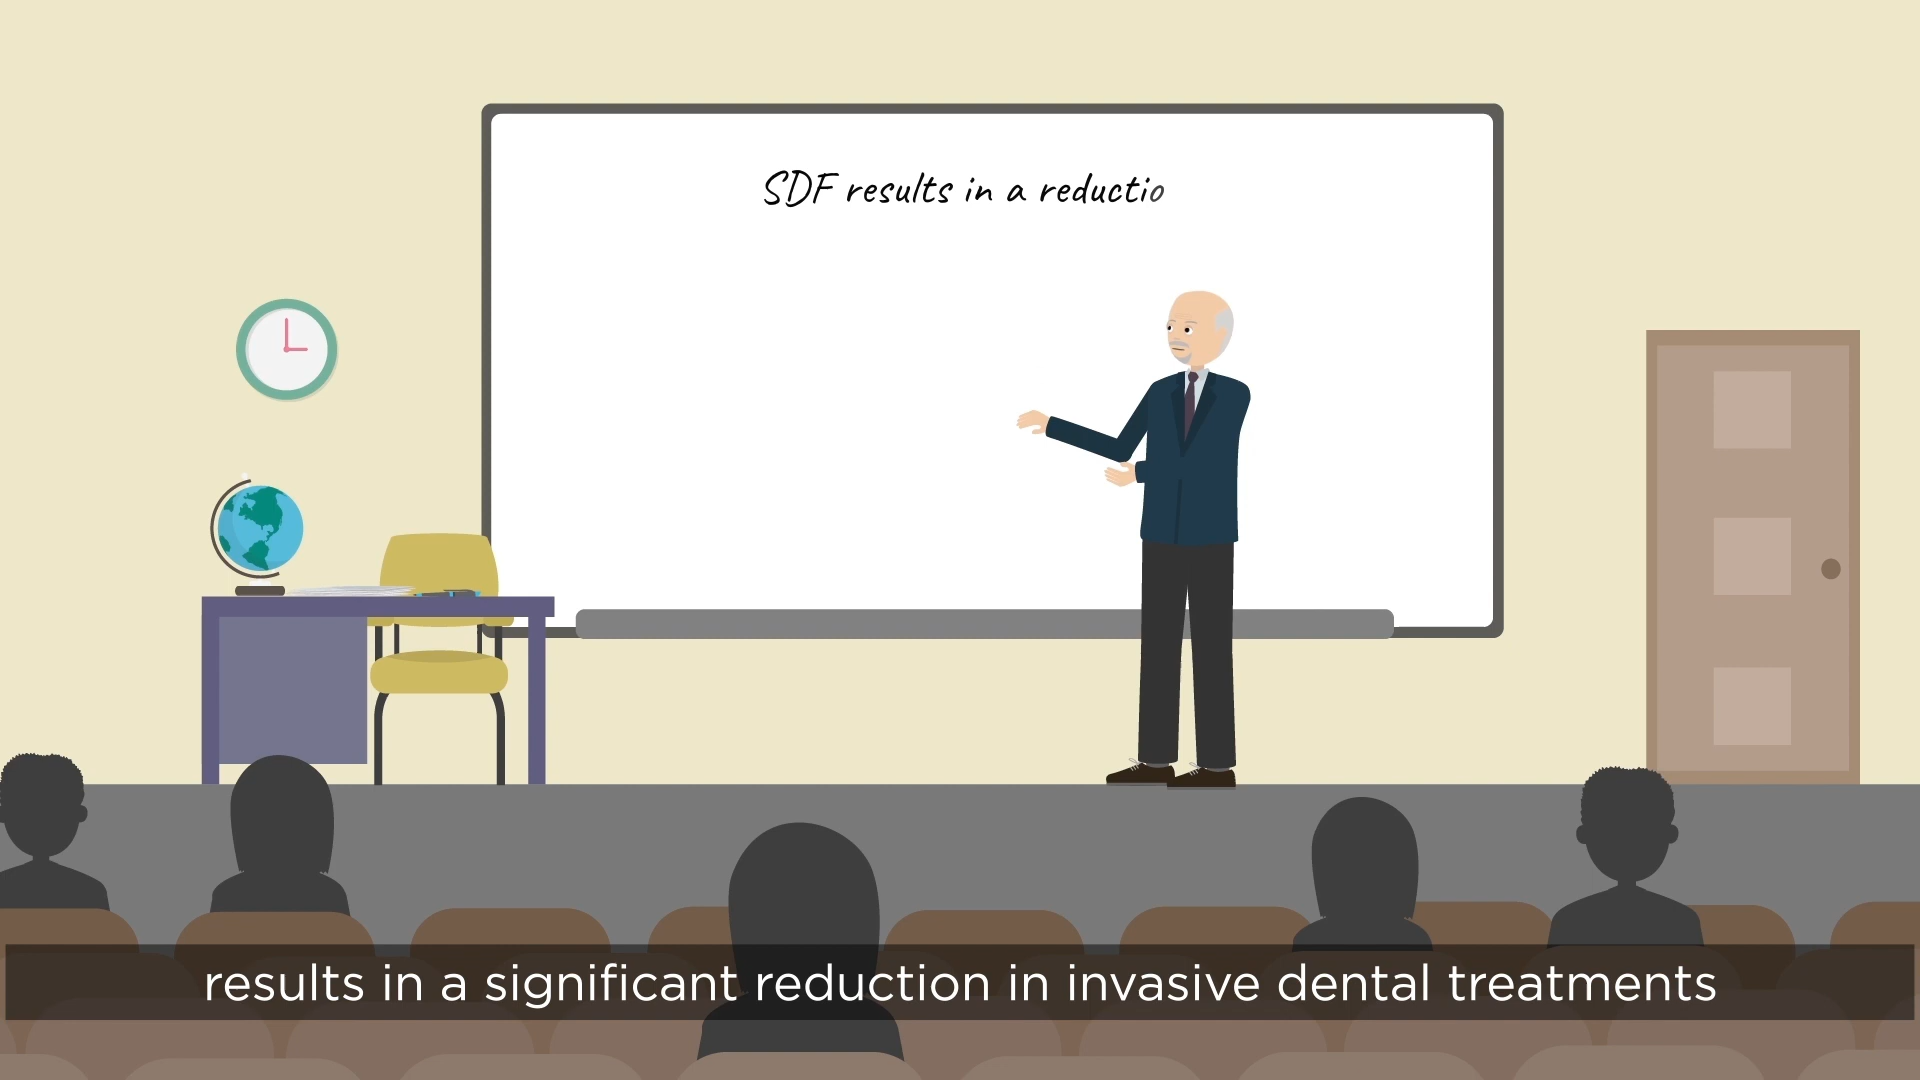 SDF results in a reductio
results in a significant reduction in invasive dental treatments